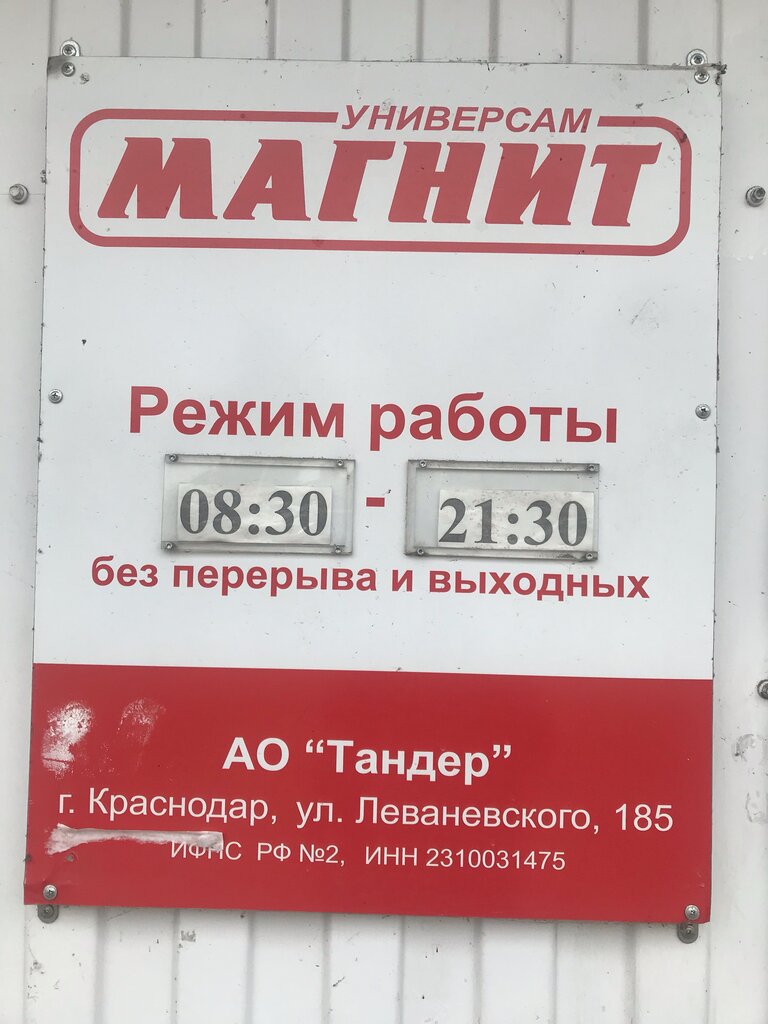 УНИВЕРСАМ
МАГНИТ
Режим работы
08:30 - 21:30
без перерыва и выходных
АО “Тандер”
г. Краснодар, ул. Леваневского, 185
ИФНС РФ №2, ИНН 2310031475